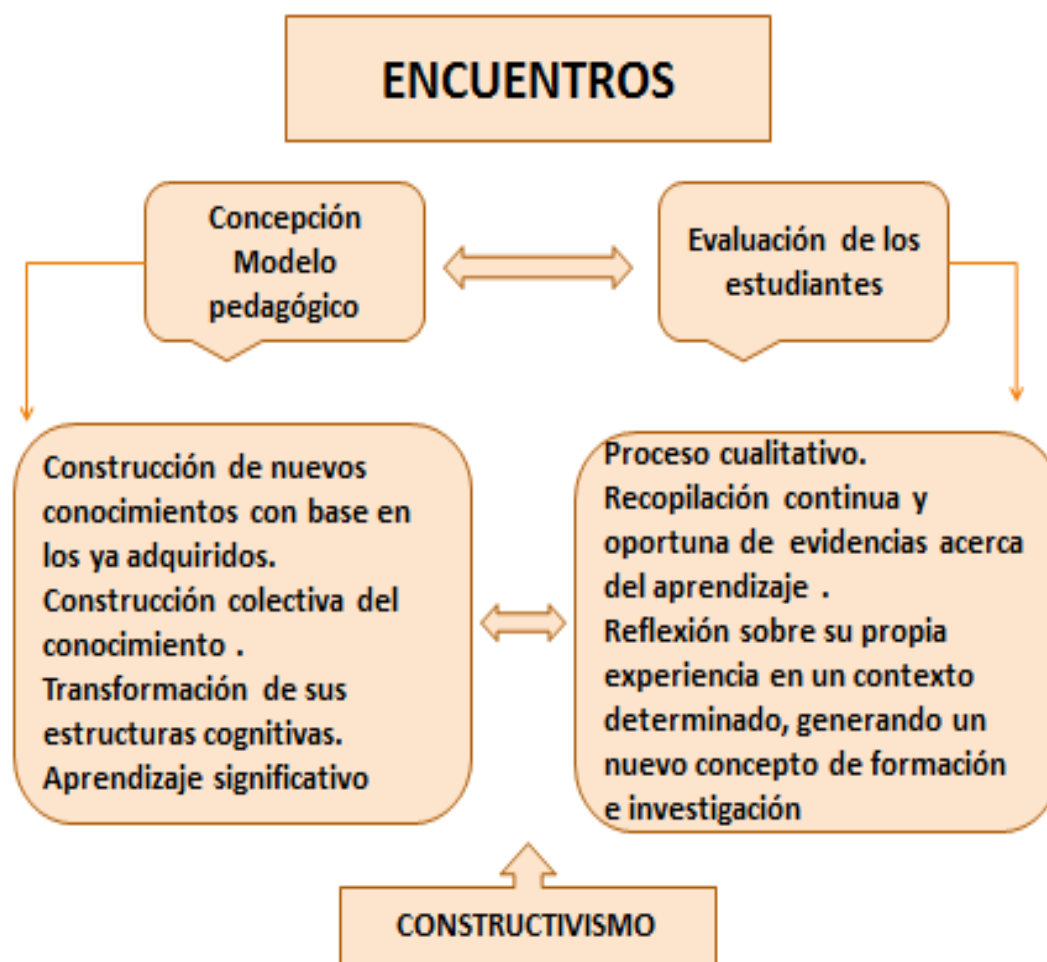 ENCUENTROS
Concepción
Modelo
pedagógico
Evaluación de los
estudiantes
Construcción de nuevos
conocimientos con base en
los ya adquiridos.
Construcción colectiva del
conocimiento .
Transformación de sus
estructuras cognitivas.
Aprendizaje significativo
Proceso cualitativo.
Recopilación continua y
oportuna de evidencias acerca
del aprendizaje .
Reflexión sobre su propia
experiencia en un contexto
determinado, generando un
nuevo concepto de formación
e investigación
CONSTRUCTIVISMO